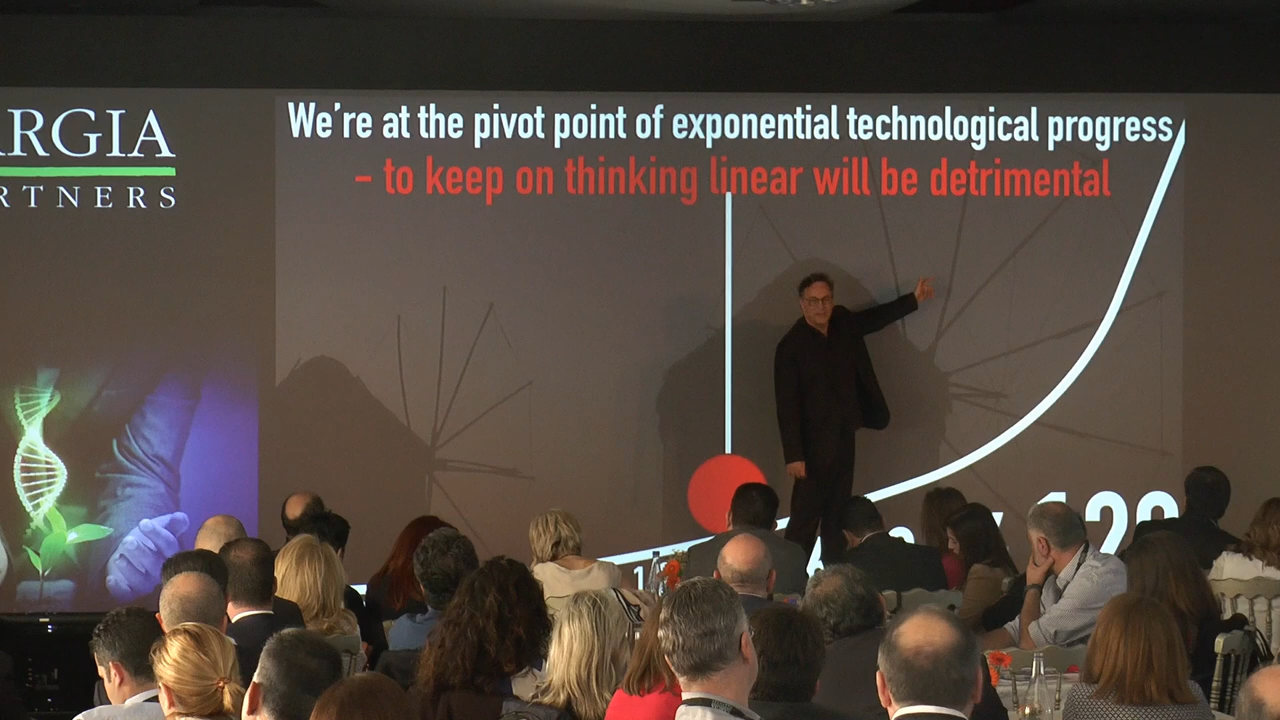 RGIA
RTNERS
We're at the pivot point of exponential technological progress
– to keep on thinking linear will be detrimental
128